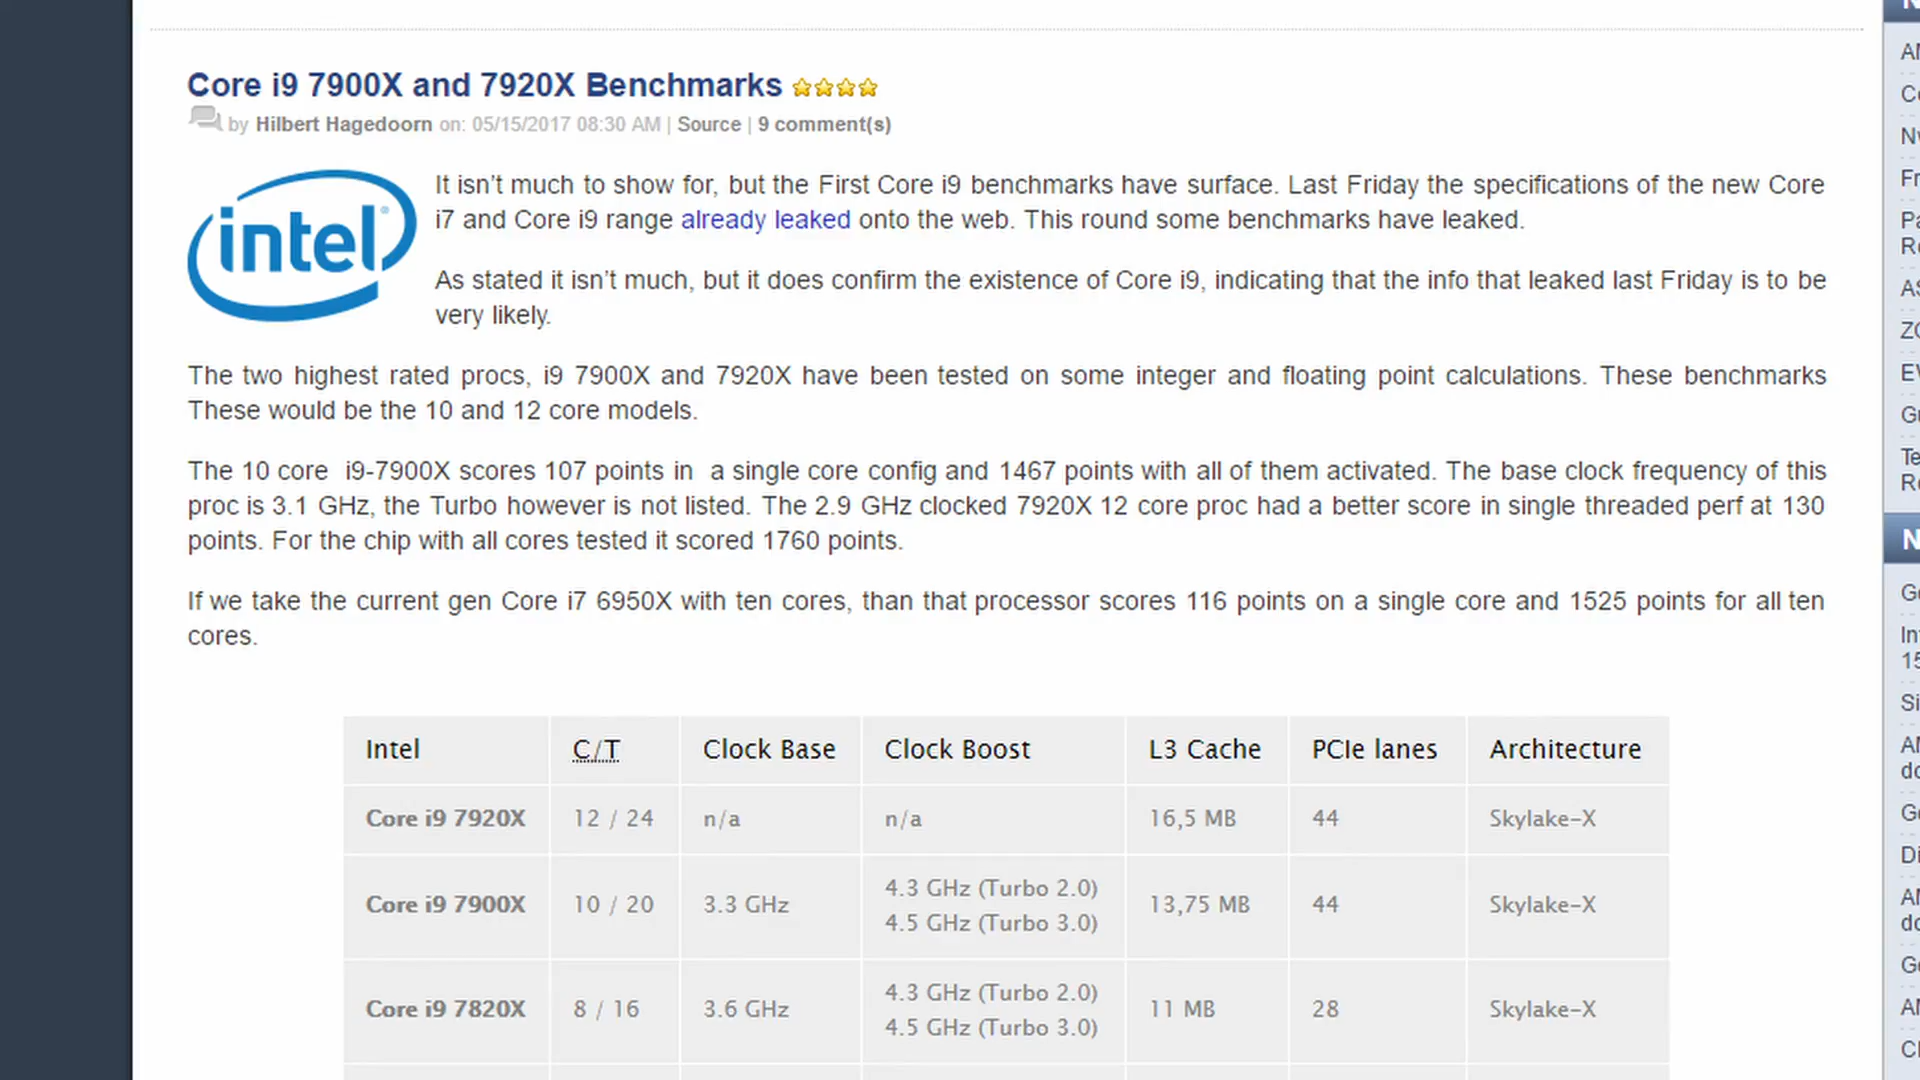 Core i9 7900X and 7920X Benchmarks
by Hilbert Hagedoorn on: 05/15/2017 08:30 AM | Source | 9 comment(s)
intel®
It isn’t much to show for, but the First Core i9 benchmarks have surface. Last Friday the specifications of the new Core
i7 and Core i9 range already leaked onto the web. This round some benchmarks have leaked.
As stated it isn’t much, but it does confirm the existence of Core i9, indicating that the info that leaked last Friday is to be
very likely.
The two highest rated procs, i9 7900X and 7920X have been tested on some integer and floating point calculations. These benchmarks
These would be the 10 and 12 core models.
The 10 core i9-7900X scores 107 points in a single core config and 1467 points with all of them activated. The base clock frequency of this
proc is 3.1 GHz, the Turbo however is not listed. The 2.9 GHz clocked 7920X 12 core proc had a better score in single threaded perf at 130
points. For the chip with all cores tested it scored 1760 points.
If we take the current gen Core i7 6950X with ten cores, than that processor scores 116 points on a single core and 1525 points for all ten
cores.
Intel C/T Clock Base Clock Boost L3 Cache PCIe lanes Architecture
Core i9 7920X 12 / 24 n/a n/a 16,5 MB 44 Skylake-X
Core i9 7900X 10 / 20 3.3 GHz 4.3 GHz (Turbo 2.0) 13,75 MB 44 Skylake-X
4.5 GHz (Turbo 3.0)
Core i9 7820X 8 / 16 3.6 GHz 4.3 GHz (Turbo 2.0) 11 MB 28 Skylake-X
4.5 GHz (Turbo 3.0)